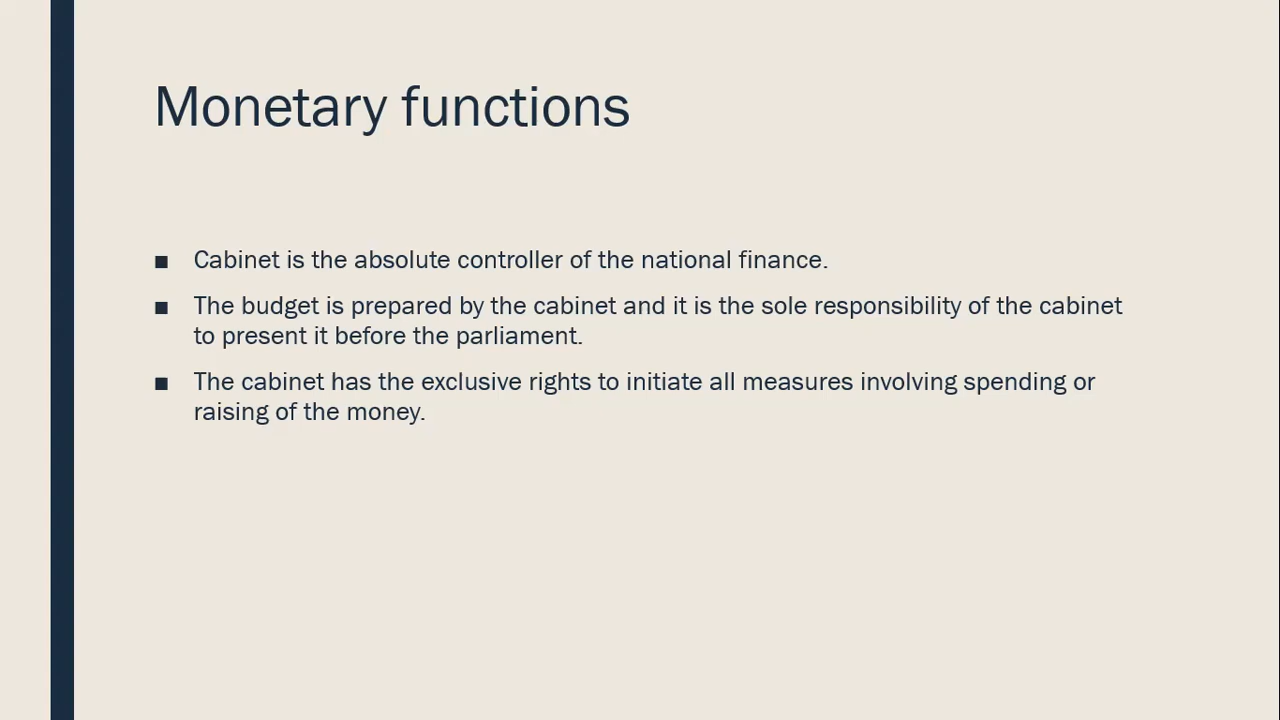 Monetary functions
■ Cabinet is the absolute controller of the national finance.
■ The budget is prepared by the cabinet and it is the sole responsibility of the cabinet
to present it before the parliament.
■ The cabinet has the exclusive rights to initiate all measures involving spending or
raising of the money.